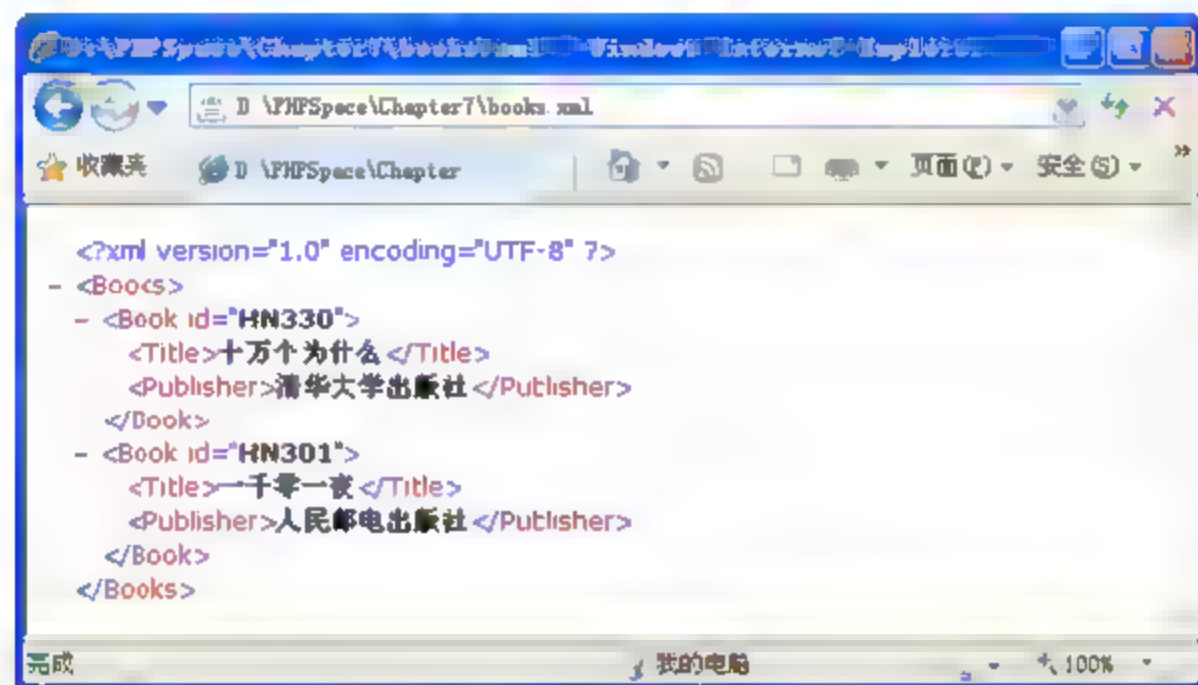 D:\PHPSpace\Chapter7\books.xml
收藏夹 D:\PHPSpace\Chapter 页面(P) 安全(S) »
<?xml version="1.0" encoding="UTF-8" ?>
- <Books>
- <Book id="HN330">
<Title>十万个为什么</Title>
<Publisher>清华大学出版社</Publisher>
</Book>
- <Book id="HN301">
<Title>一千零一夜</Title>
<Publisher>人民邮电出版社</Publisher>
</Book>
</Books>
完成 我的电脑 100%